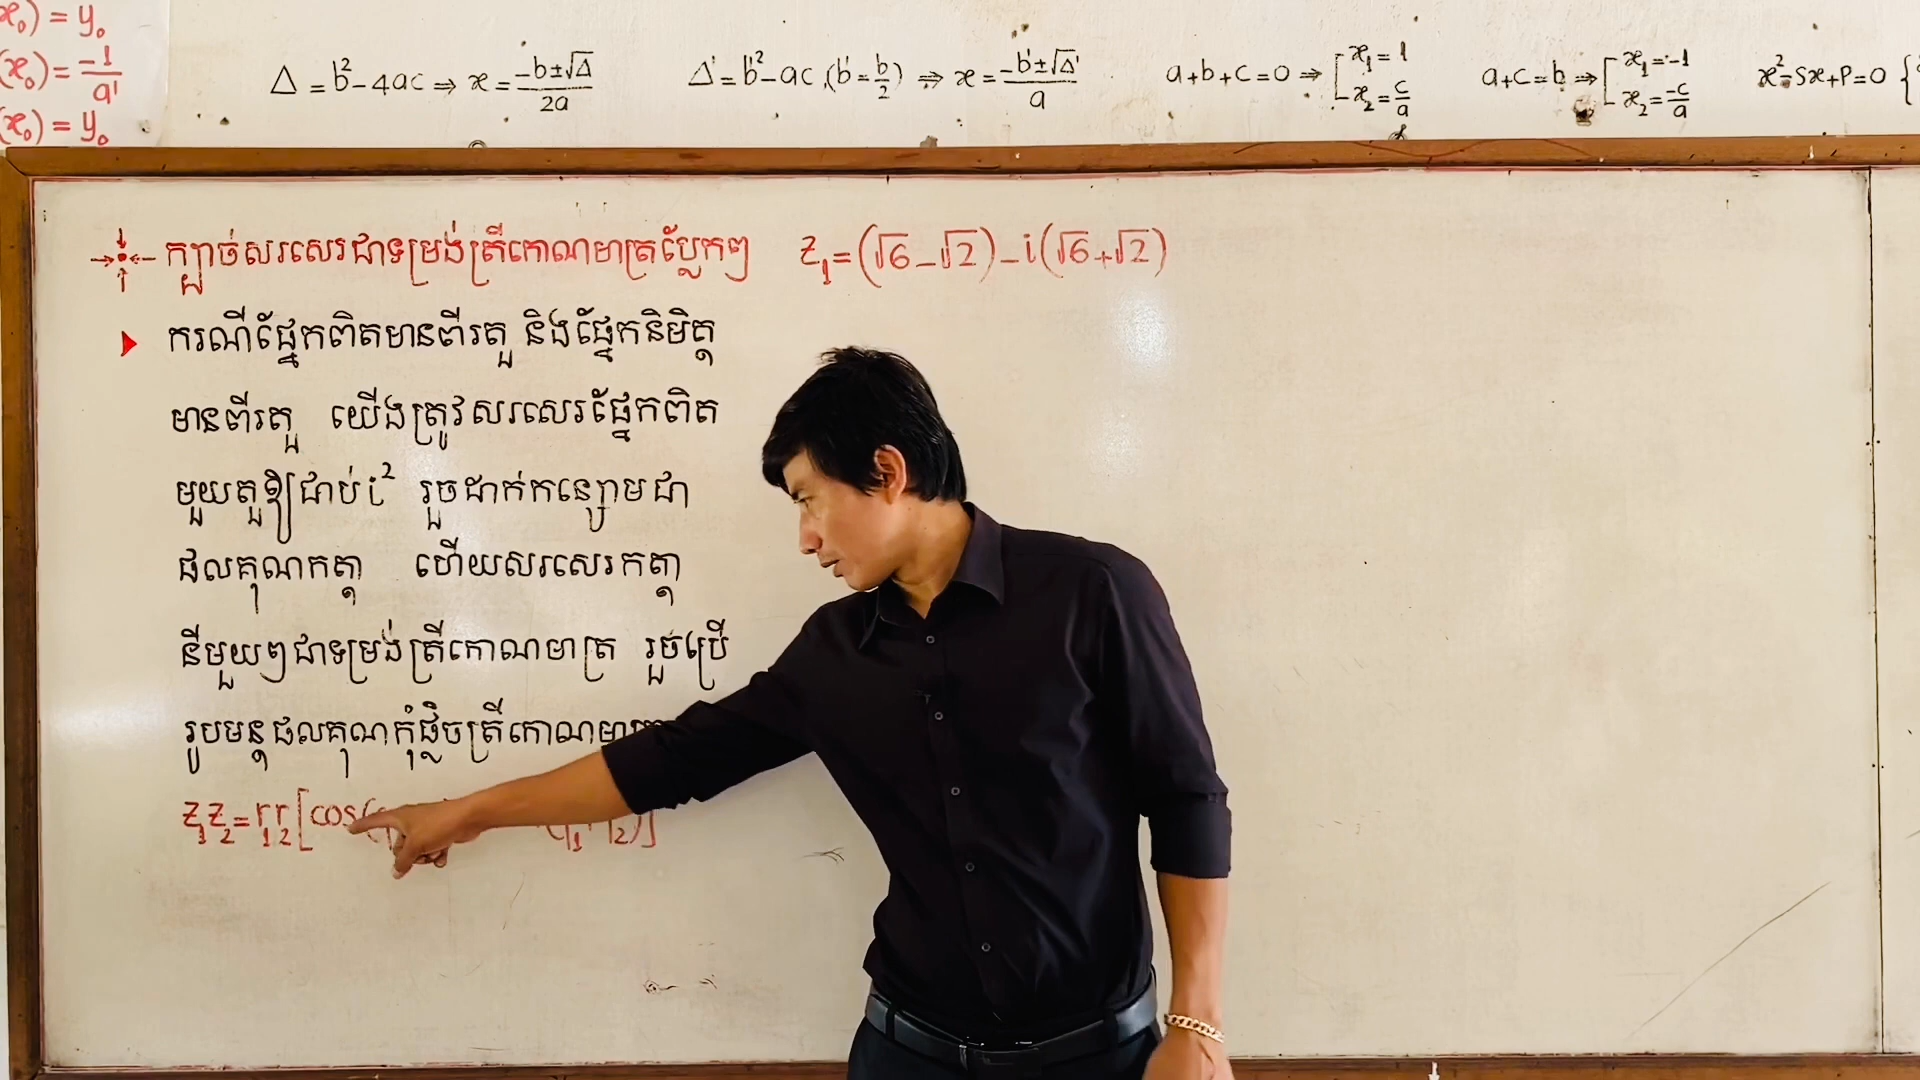 x₀) = y₀
(x₀) = -1/a'
(x₀) = y₀
Δ = b² - 4ac ⇒ x = (-b ± √Δ)/2a
Δ' = b'² - ac , (b' = b/2) ⇒ x = (-b' ± √Δ')/a
a + b + c = 0 ⇒ [ x₁ = 1 x₂ = c/a
a + c = b ⇒ [ x₁ = -1 x₂ = -c/a
x² - Sx + P = 0 {
ក្បាច់សរសេរជាទម្រង់ត្រីកោណមាត្រប្លែកៗ z₁ = (√6 - √2) - i(√6 + √2)
ករណីផ្នែកពិតមានពីរតួ និងផ្នែកនិមិត្ត
មានពីរតួ យើងត្រូវសរសេរផ្នែកពិត
មួយតួឱ្យជាប់ i² រួចដាក់កន្សោមជា
ផលគុណកត្តា ហើយសរសេរកត្តា
នីមួយៗជាទម្រង់ត្រីកោណមាត្រ រួចប្រើ
រូបមន្តផលគុណកុំផ្លិចត្រីកោណ
z₁z₂ = r₁r₂[cos(